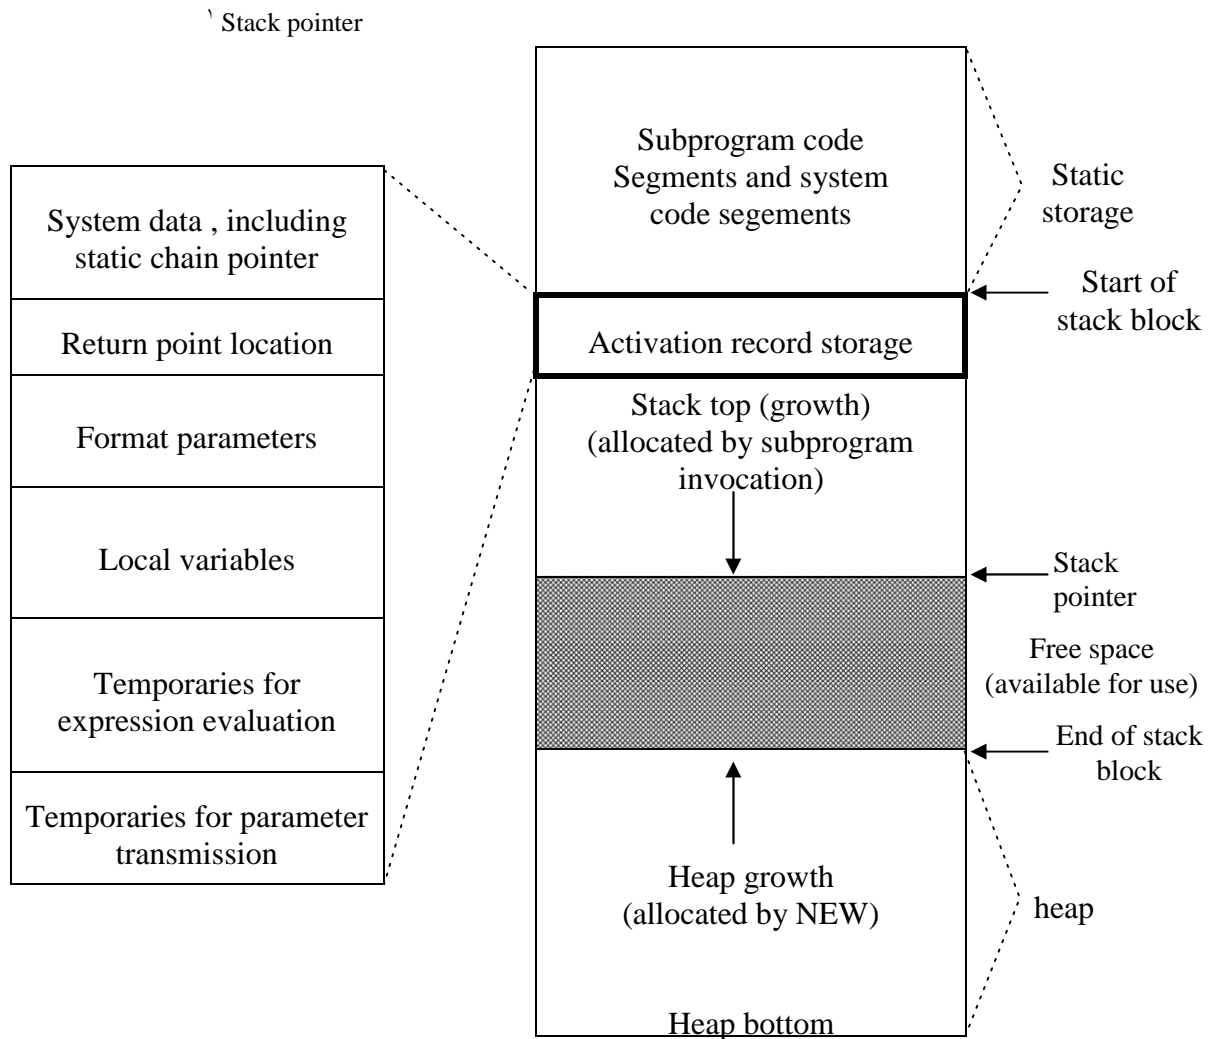 ١ Stack pointer
Subprogram code
Segments and system
code segements
Static
storage
Start of
stack block
System data , including
static chain pointer
Return point location
Format parameters
Local variables
Temporaries for
expression evaluation
Temporaries for parameter
transmission
Activation record storage
Stack top (growth)
(allocated by subprogram
invocation)
Stack
pointer
Free space
(available for use)
End of stack
block
Heap growth
(allocated by NEW)
heap
Heap bottom